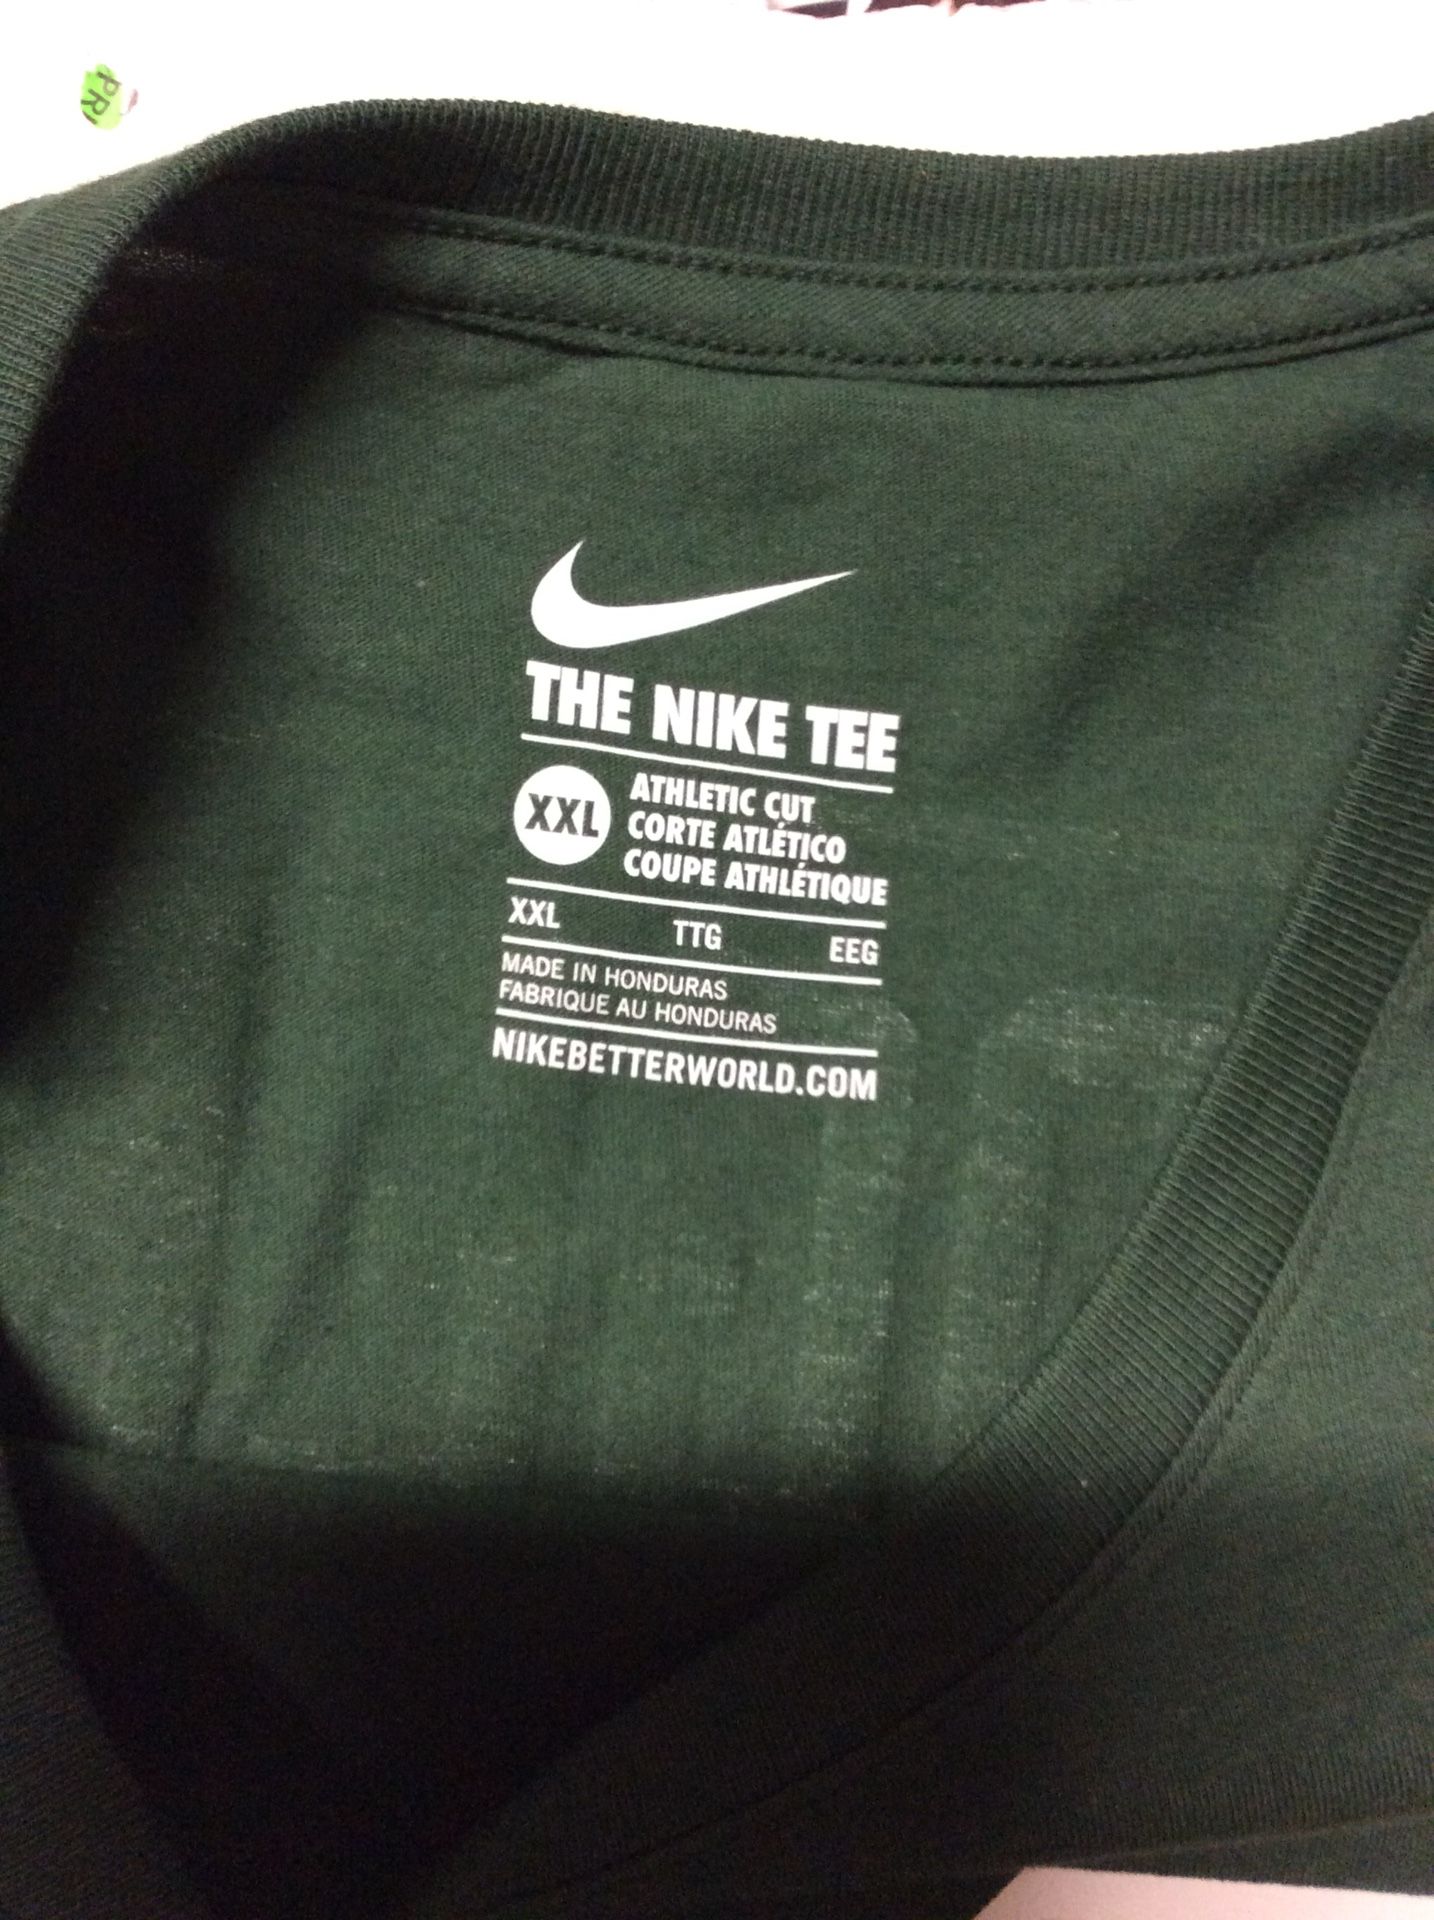 PR
THE NIKE TEE
XXL
ATHLETIC CUT
CORTE ATLÉTICO
COUPE ATHLÉTIQUE
XXL TTG EEG
MADE IN HONDURAS
FABRIQUE AU HONDURAS
NIKEBETTERWORLD.COM